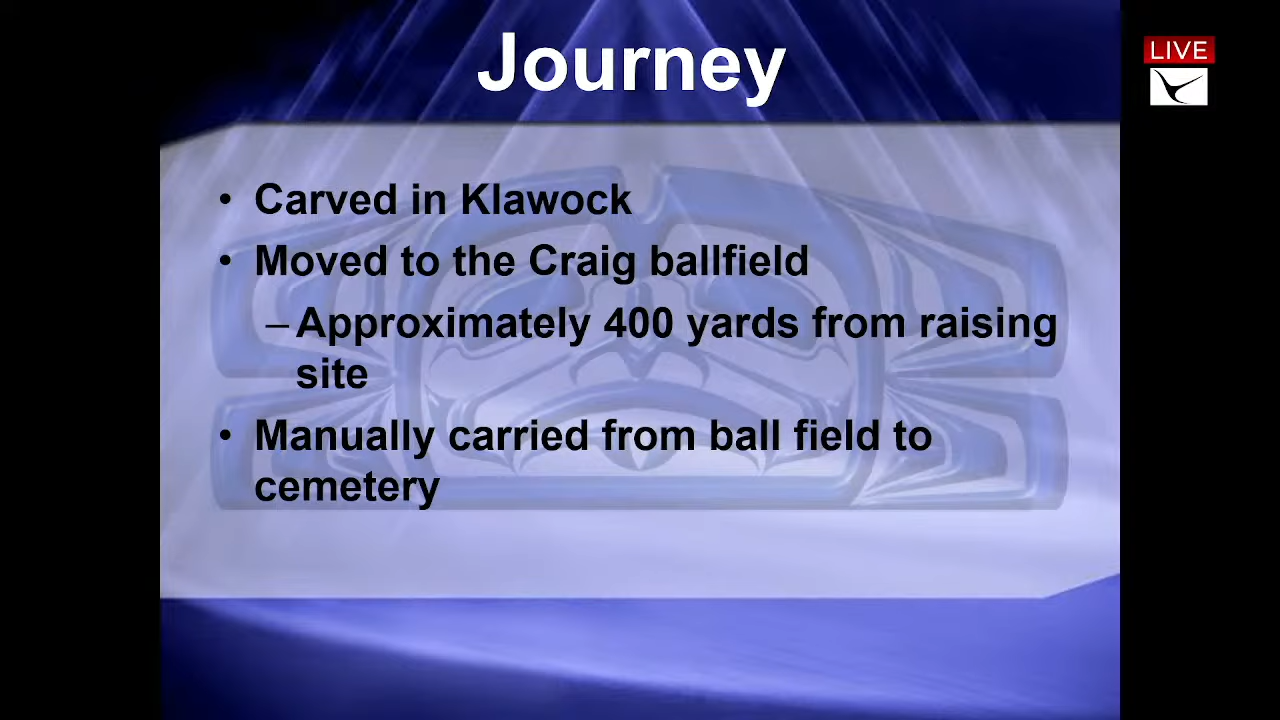 Journey
LIVE
• Carved in Klawock
• Moved to the Craig ballfield
– Approximately 400 yards from raising
site
• Manually carried from ball field to
cemetery